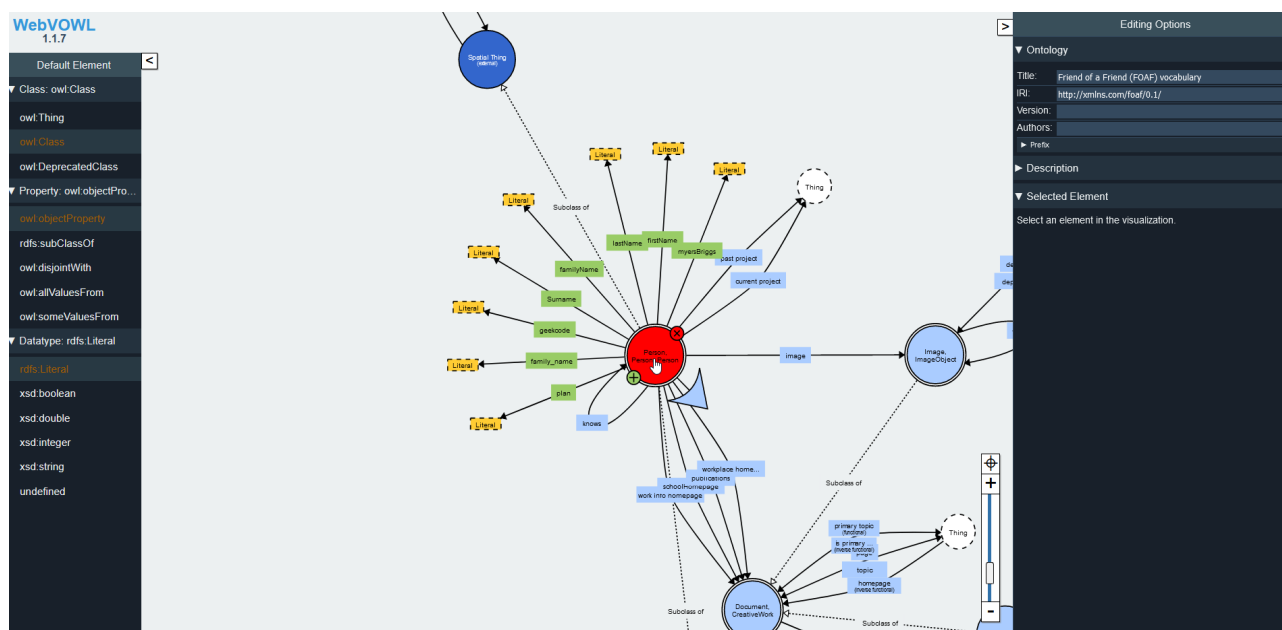 WebVOWL
1.1.7
Default Element
<
▼ Class: owl:Class
owl:Thing
owl:Class
owl:DeprecatedClass
▼ Property: owl:objectPro...
owl:objectProperty
rdfs:subClassOf
owl:disjointWith
owl:allValuesFrom
owl:someValuesFrom
▼ Datatype: rdfs:Literal
rdfs:Literal
xsd:boolean
xsd:double
xsd:integer
xsd:string
undefined
Spatial Thing
(external)
Literal
Literal
Literal
Thing
Literal
Subclass of
lastName
firstName
myersBriggs
past project
Literal
familyName
current project
Surname
Literal
geekcode
Literal
family_name
image
Image,
ImageObject
plan
Literal
knows
workplace home...
publications
schoolHomepage
work into homepage
Subclass of
primary topic
(functional)
Thing
is primary ...
(inverse functional)
topic
homepage
(inverse functional)
Document,
CreativeWork
Subclass of
Subclass of
+
-
>
Editing Options
▼ Ontology
Title: Friend of a Friend (FOAF) vocabulary
IRI: http://xmlns.com/foaf/0.1/
Version:
Authors:
► Prefix
► Description
▼ Selected Element
Select an element in the visualization.